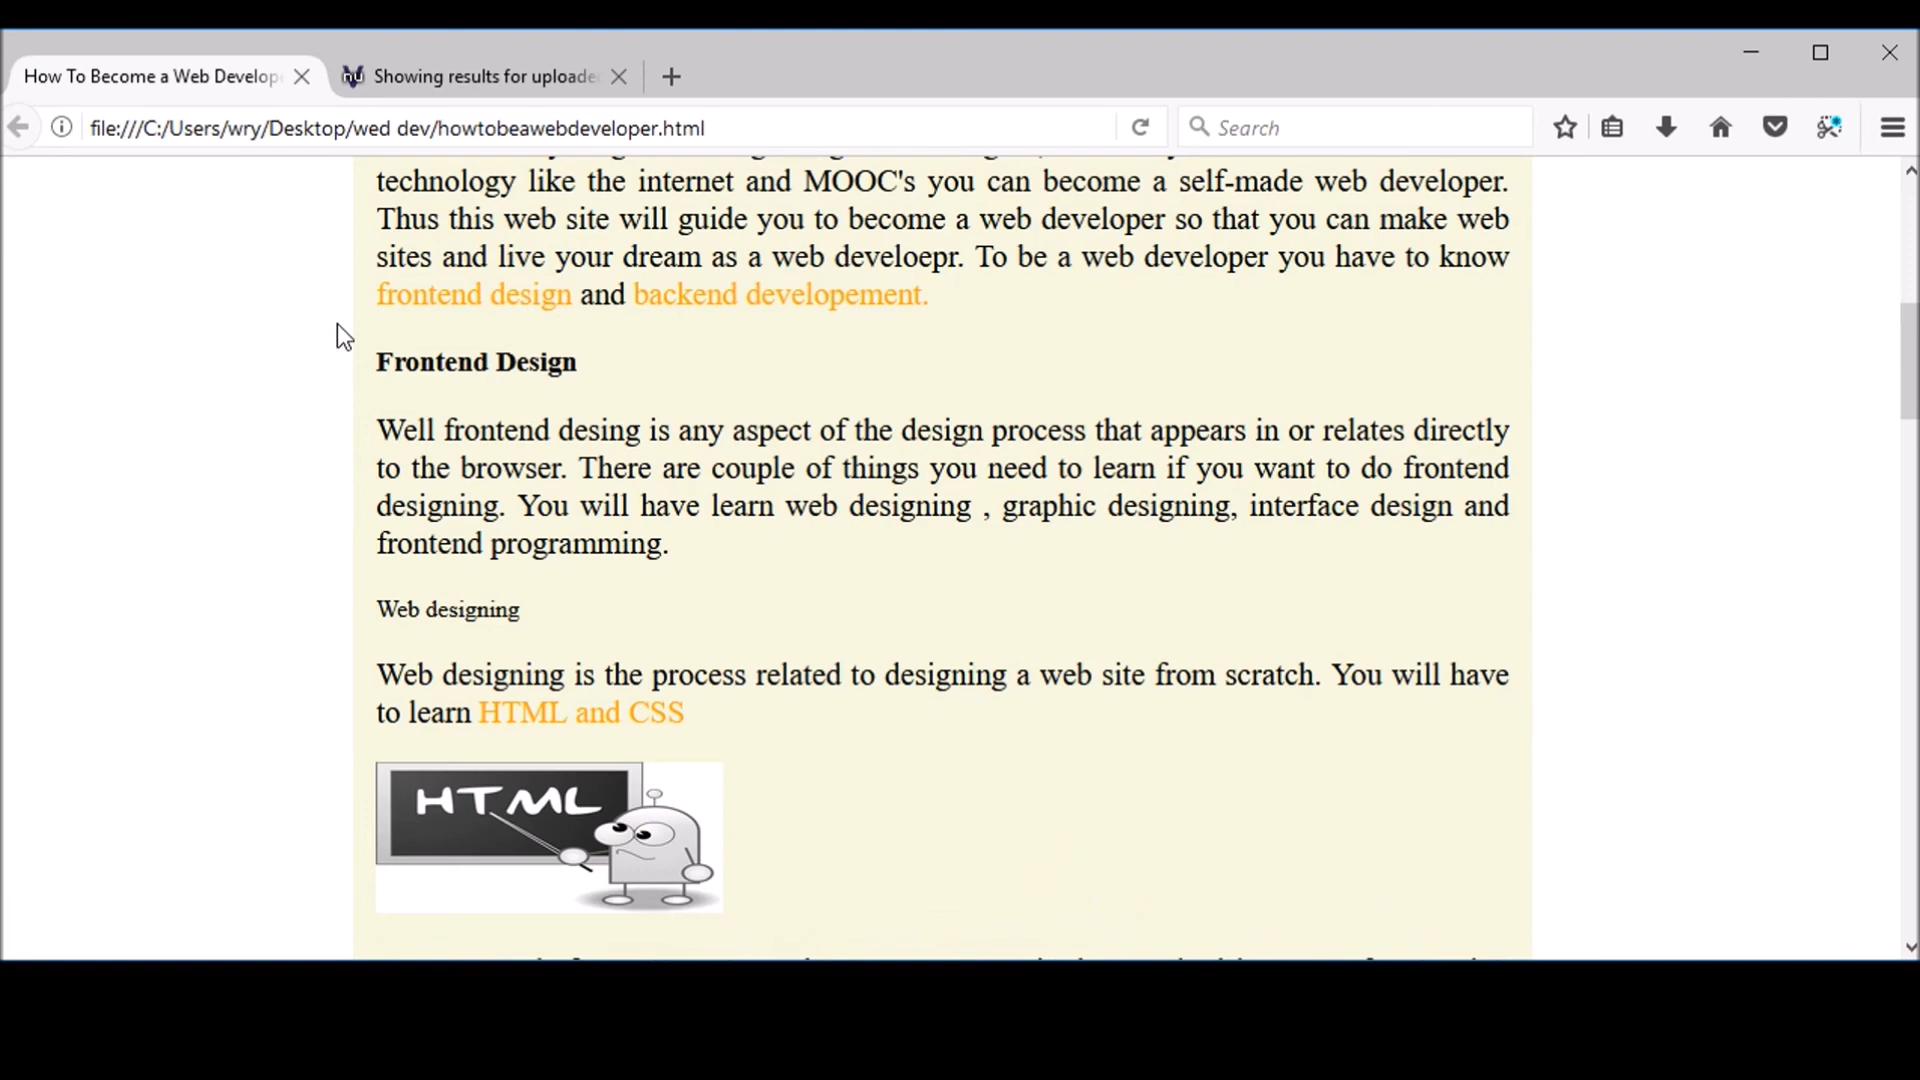 How To Become a Web Develop
nu Showing results for uploade
file:///C:/Users/wry/Desktop/wed dev/howtobeawebdeveloper.html
Search
technology like the internet and MOOC's you can become a self-made web developer.
Thus this web site will guide you to become a web developer so that you can make web
sites and live your dream as a web develoepr. To be a web developer you have to know
frontend design and backend developement.
Frontend Design
Well frontend desing is any aspect of the design process that appears in or relates directly
to the browser. There are couple of things you need to learn if you want to do frontend
designing. You will have learn web designing , graphic designing, interface design and
frontend programming.
Web designing
Web designing is the process related to designing a web site from scratch. You will have
to learn HTML and CSS
HTML